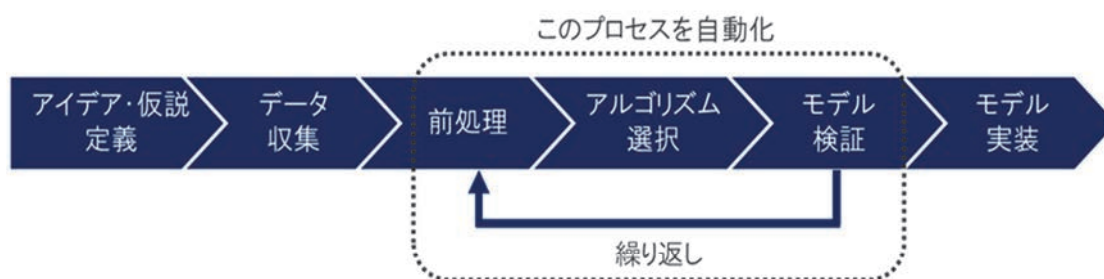 このプロセスを自動化
アイデア・仮説
定義
データ
収集
前処理
アルゴリズム
選択
モデル
検証
モデル
実装
繰り返し